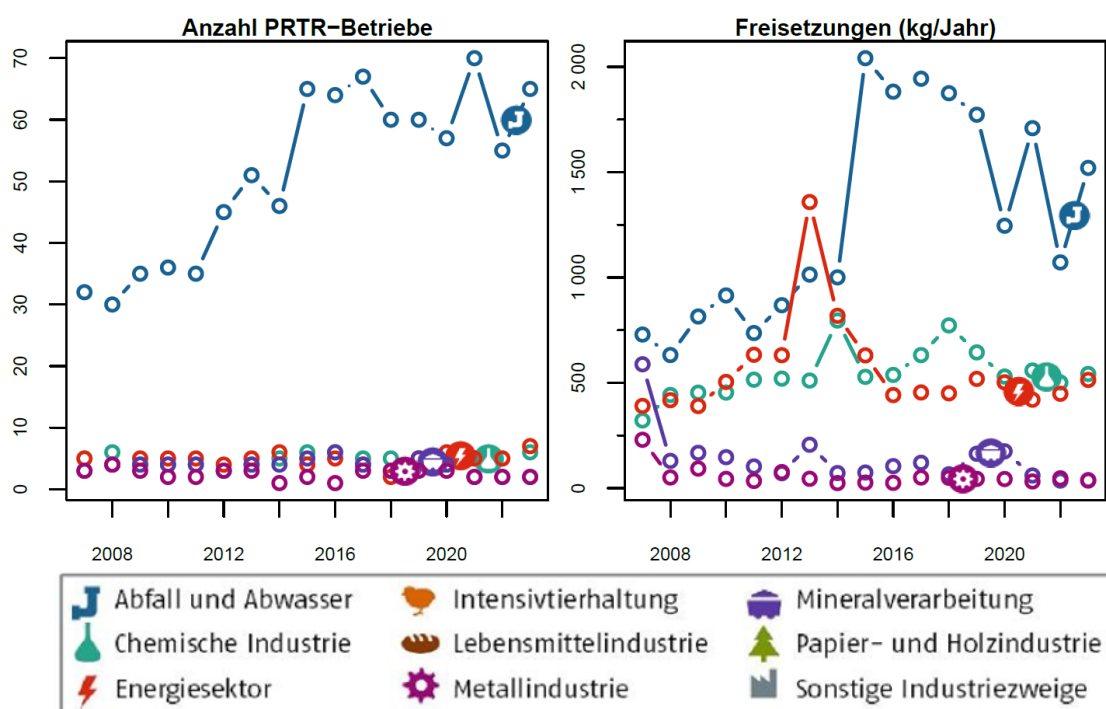 Anzahl PRTR−Betriebe
Freisetzungen (kg/Jahr)
70
60
50
40
30
20
10
0
2 000
1 500
1 000
500
0
2008 2012 2016 2020
2008 2012 2016 2020
Abfall und Abwasser
Intensivtierhaltung
Mineralverarbeitung
Chemische Industrie
Lebensmittelindustrie
Papier− und Holzindustrie
Energiesektor
Metallindustrie
Sonstige Industriezweige